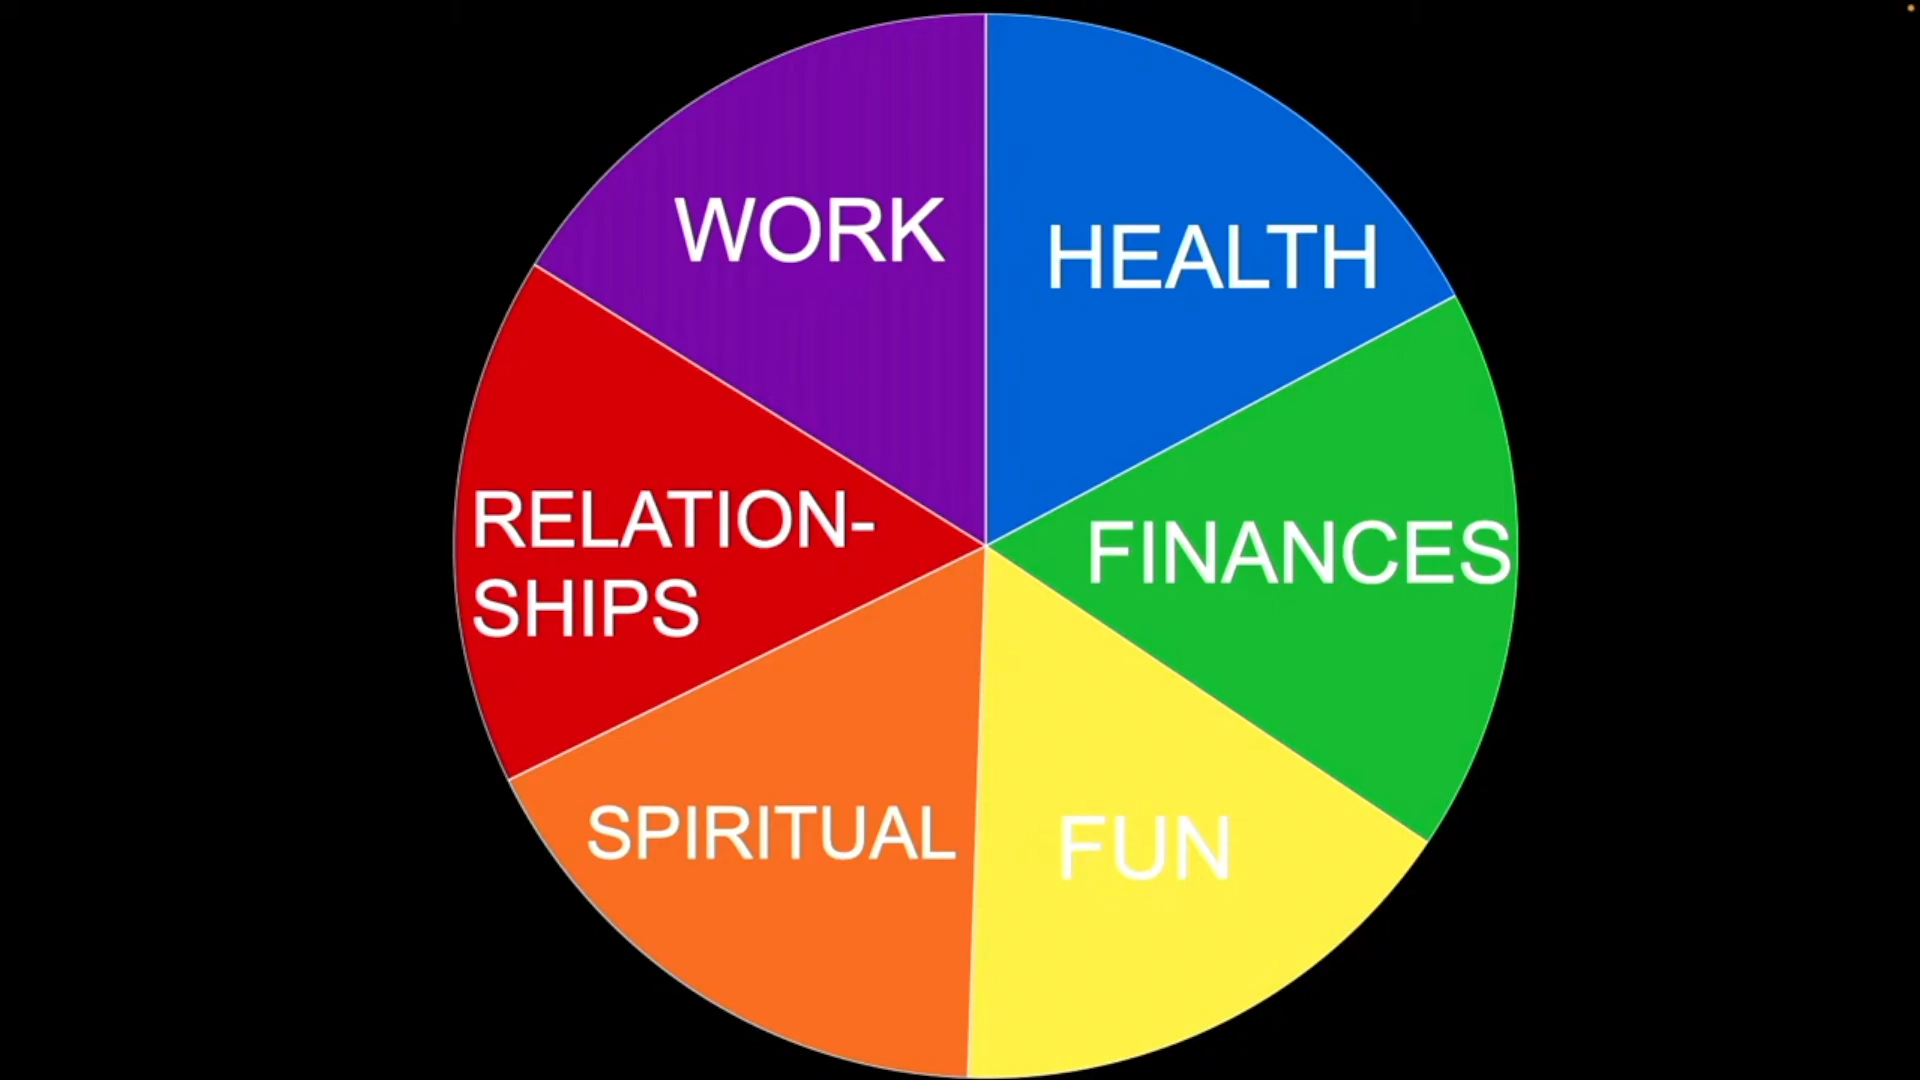 WORK
HEALTH
RELATION-
SHIPS
FINANCES
SPIRITUAL
FUN